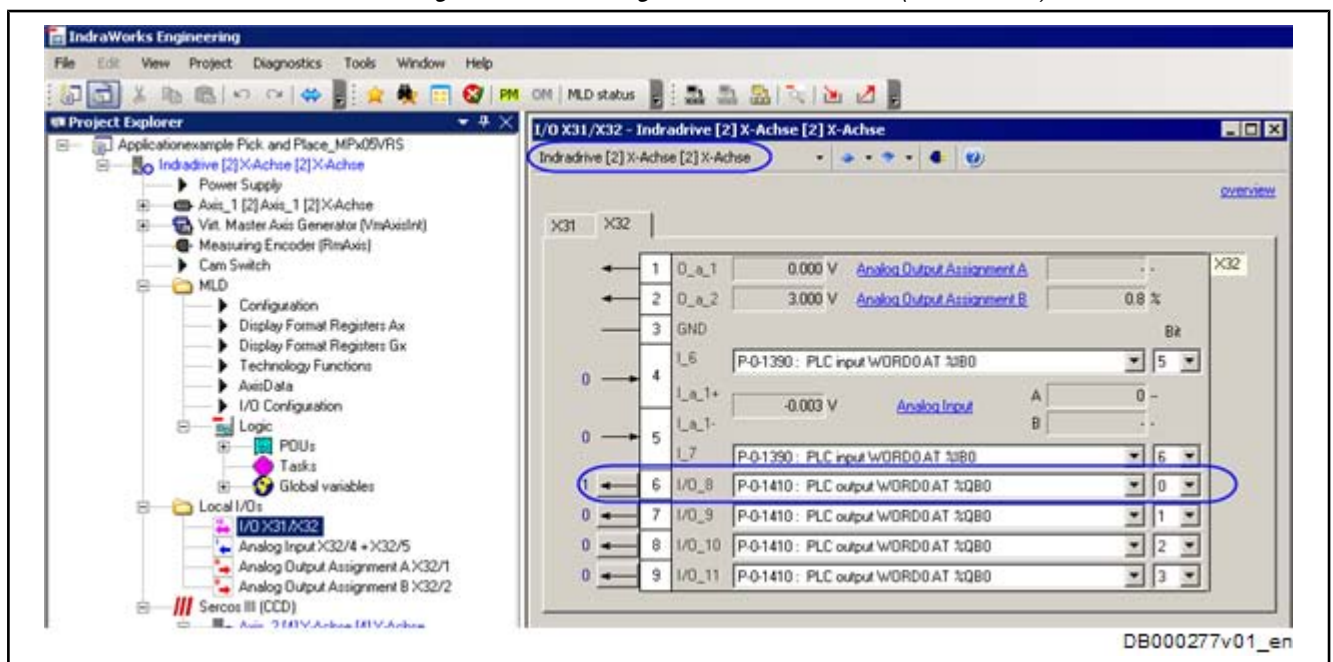 IndraWorks Engineering
File Edit View Project Diagnostics Tools Window Help
PM OM MLD status
Project Explorer
Applicationexample Pick and Place_MPx05VRS
Indradrive [2] X-Achse [2] X-Achse
Power Supply
Axis_1 [2] Axis_1 [2] X-Achse
Virt. Master Axis Generator (VmAxisInt)
Measuring Encoder (RmAxis)
Cam Switch
MLD
Configuration
Display Format Registers Ax
Display Format Registers Gx
Technology Functions
AxisData
I/O Configuration
Logic
POUs
Tasks
Global variables
Local I/Os
I/O X31/X32
Analog Input X32/4 + X32/5
Analog Output Assignment A X32/1
Analog Output Assignment B X32/2
Sercos III (CCD)
Axis_2 [4] Y-Achse [4] Y-Achse
I/O X31/X32 - Indradrive [2] X-Achse [2] X-Achse
Indradrive [2] X-Achse [2] X-Achse
overview
X31 X32
1 O_a_1 0.000 V Analog Output Assignment A -- X32
2 O_a_2 3.000 V Analog Output Assignment B 0.8 %
3 GND Bit
I_6 P-0-1390 : PLC input WORD0 AT %IB0 5
0 4
I_a_1+ -0.003 V Analog Input A 0 -
I_a_1- B --
0 5
I_7 P-0-1390 : PLC input WORD0 AT %IB0 6
1 6 I/O_8 P-0-1410 : PLC output WORD0 AT %QB0 0
0 7 I/O_9 P-0-1410 : PLC output WORD0 AT %QB0 1
0 8 I/O_10 P-0-1410 : PLC output WORD0 AT %QB0 2
0 9 I/O_11 P-0-1410 : PLC output WORD0 AT %QB0 3
DB000277v01_en